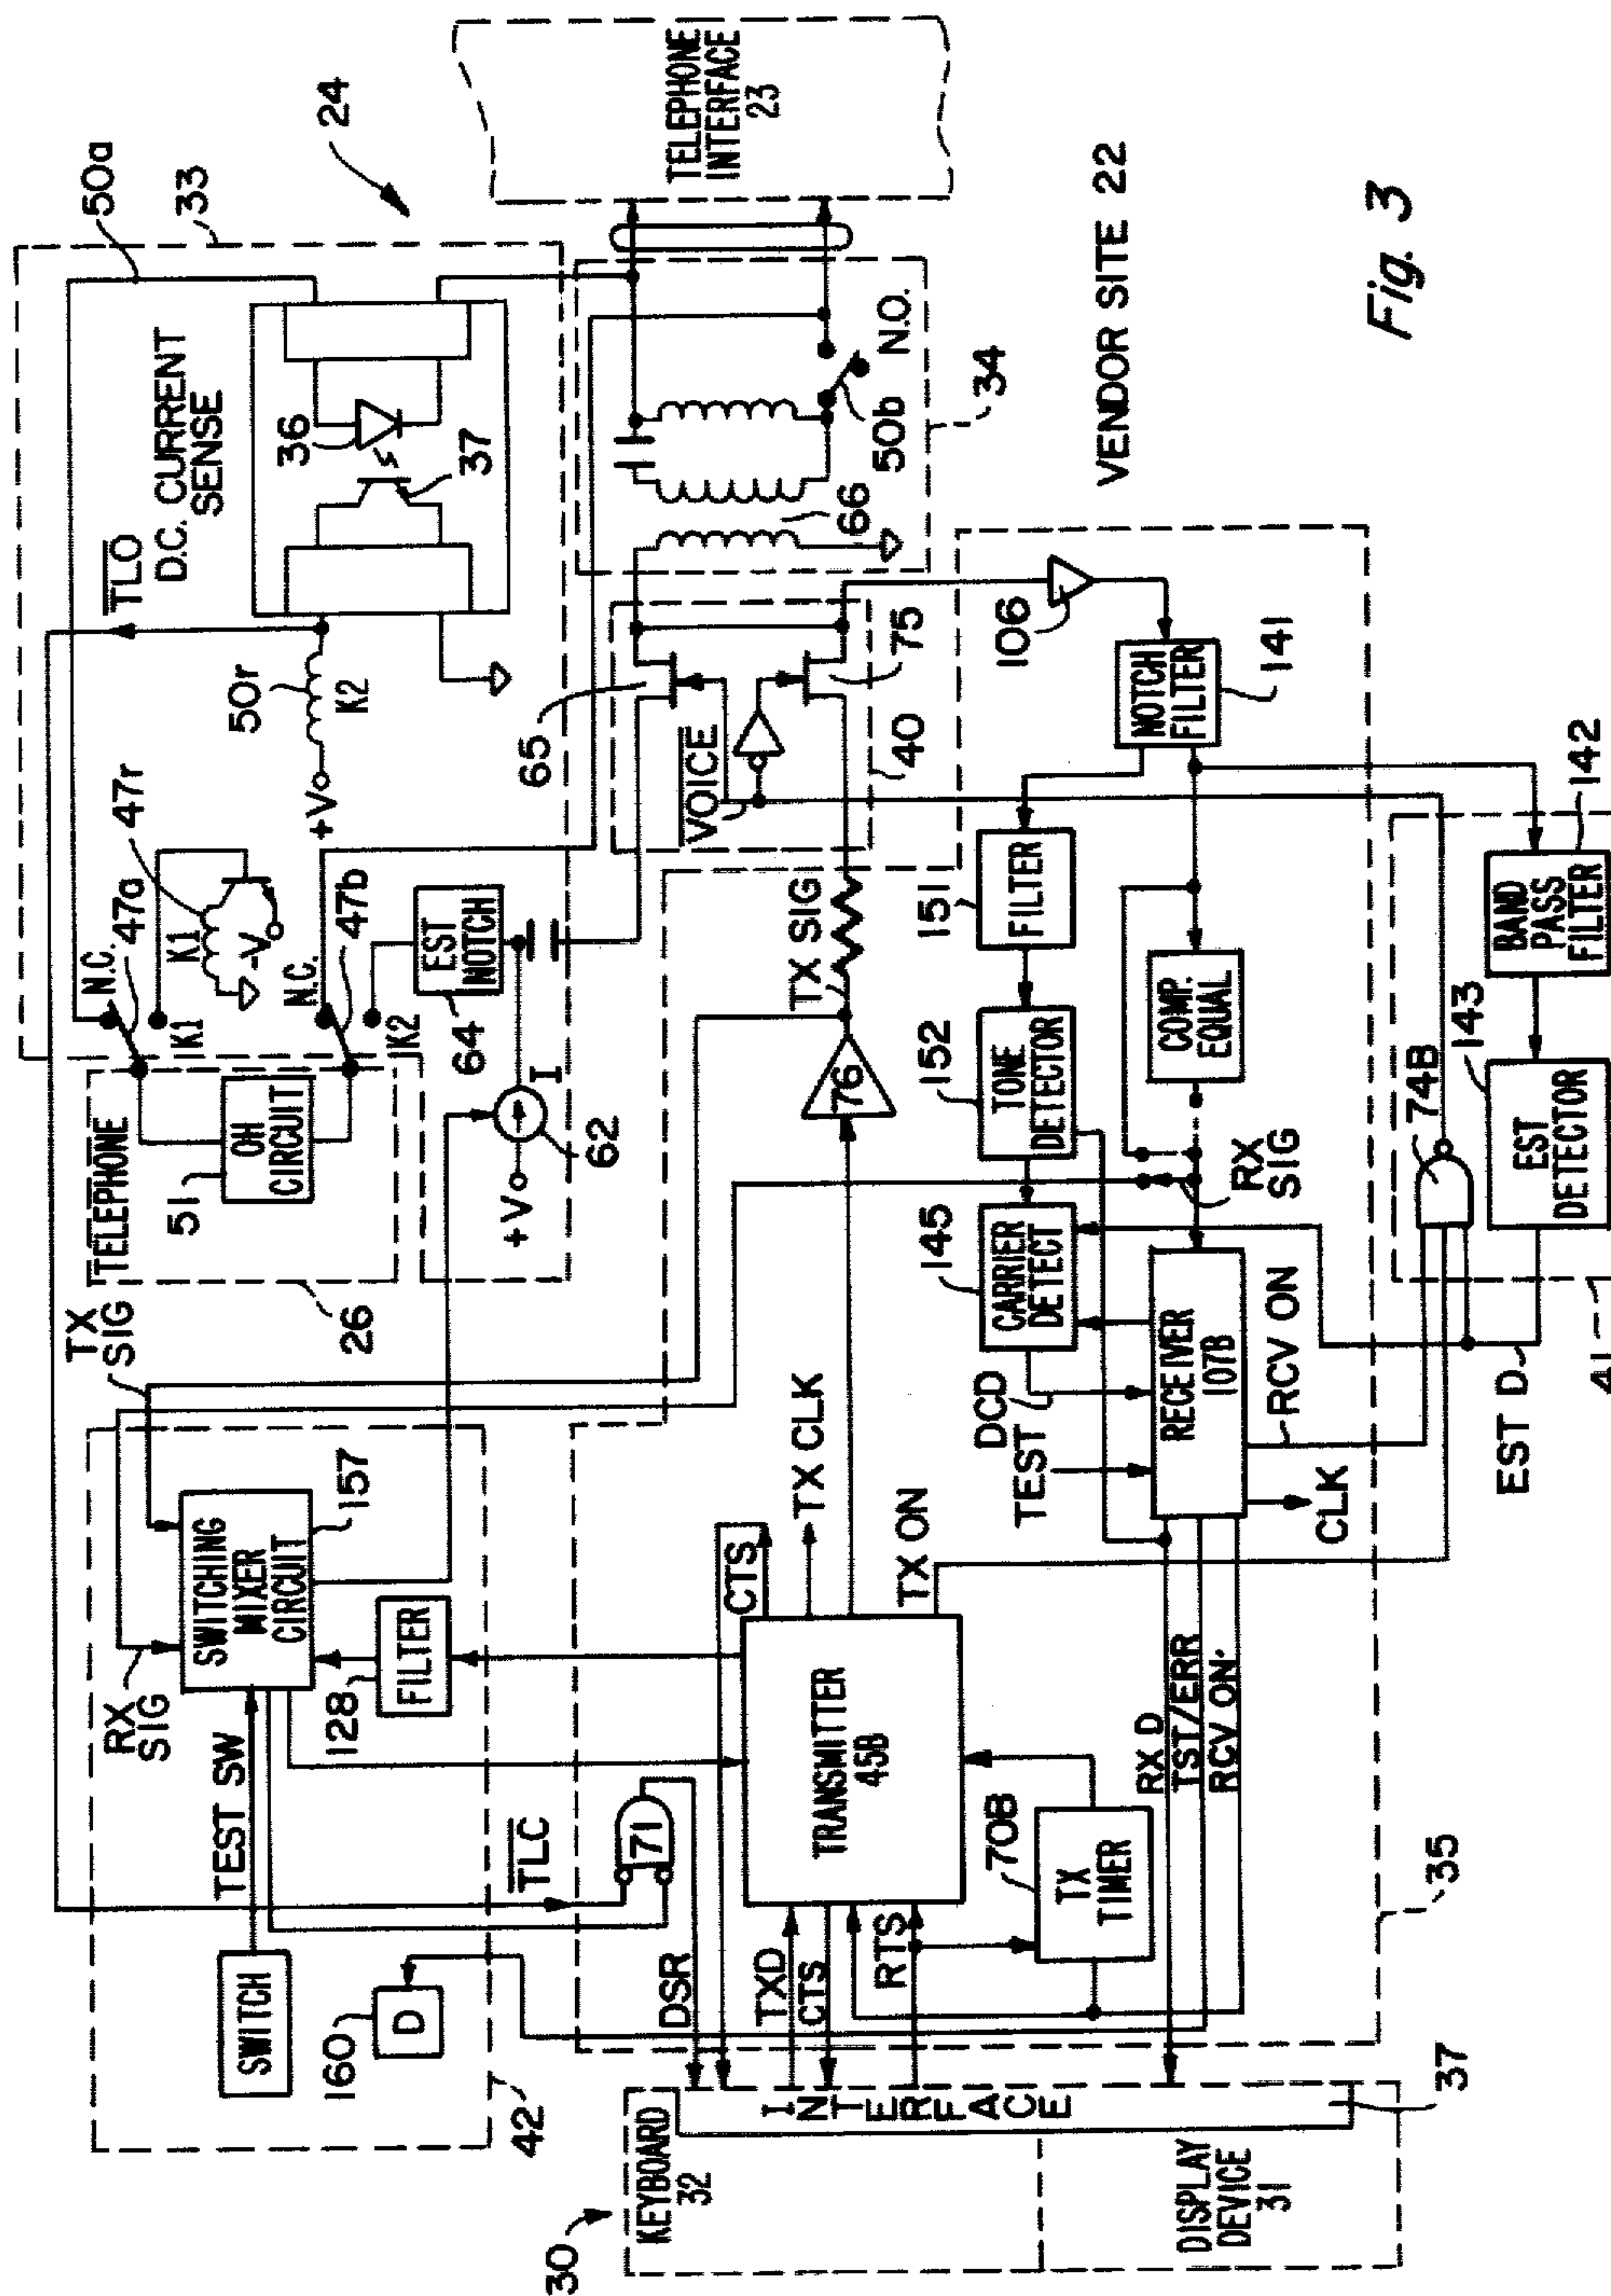 50a
33
24
TLO
D.C. CURRENT
SENSE
36
37
TELEPHONE
INTERFACE
23
50r
K2
+V
47r
K1
-V
N.C.
47a
K1
N.C.
47b
K2
EST
NOTCH
64
I
62
+V
TELEPHONE
OH
CIRCUIT
51
26
TX
SIG
65
66
50b
N.O.
34
75
VOICE
40
VENDOR SITE 22
Fig. 3
106
NOTCH
FILTER
141
142
BAND
PASS
FILTER
143
EST
DETECTOR
74B
EST D
41
151
FILTER
TX SIG
76
152
TONE
DETECTOR
COMP.
EQUAL
RX
SIG
145
CARRIER
DETECT
DCD
TEST
RECEIVER
107B
RCV ON
CLK
SWITCHING
MIXER
CIRCUIT
157
RX
SIG
TEST SW
SWITCH
128
FILTER
160
D
42
TLC
171
DSR
CTS
TX CLK
TX ON
TRANSMITTER
45B
TXD
CTS
RTS
70B
TX
TIMER
RX D
TST/ERR
RCV ON
35
30
KEYBOARD
32
INTERFACE
37
DISPLAY
DEVICE
31